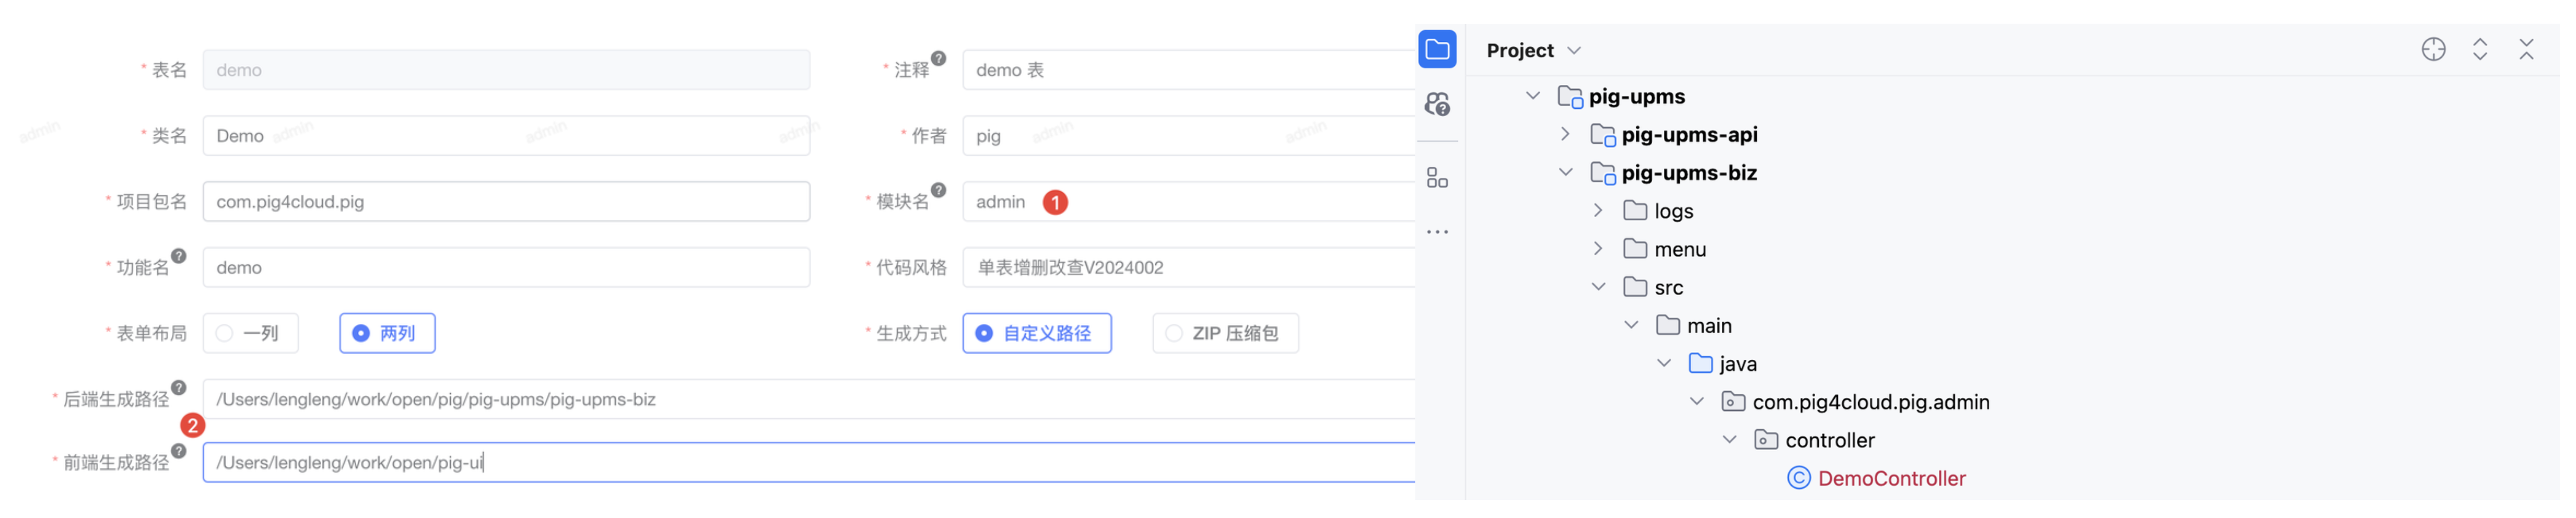 * 表名 demo * 注释 ? demo 表
* 类名 Demo * 作者 pig
admin admin admin admin admin admin
* 项目包名 com.pig4cloud.pig * 模块名 ? admin 1
* 功能名 ? demo * 代码风格 单表增删改查V2024002
* 表单布局 一列 两列 * 生成方式 自定义路径 ZIP 压缩包
* 后端生成路径 ? /Users/lengleng/work/open/pig/pig-upms/pig-upms-biz
2
* 前端生成路径 ? /Users/lengleng/work/open/pig-ui
Project
pig-upms
pig-upms-api
pig-upms-biz
logs
menu
src
main
java
com.pig4cloud.pig.admin
controller
C DemoController